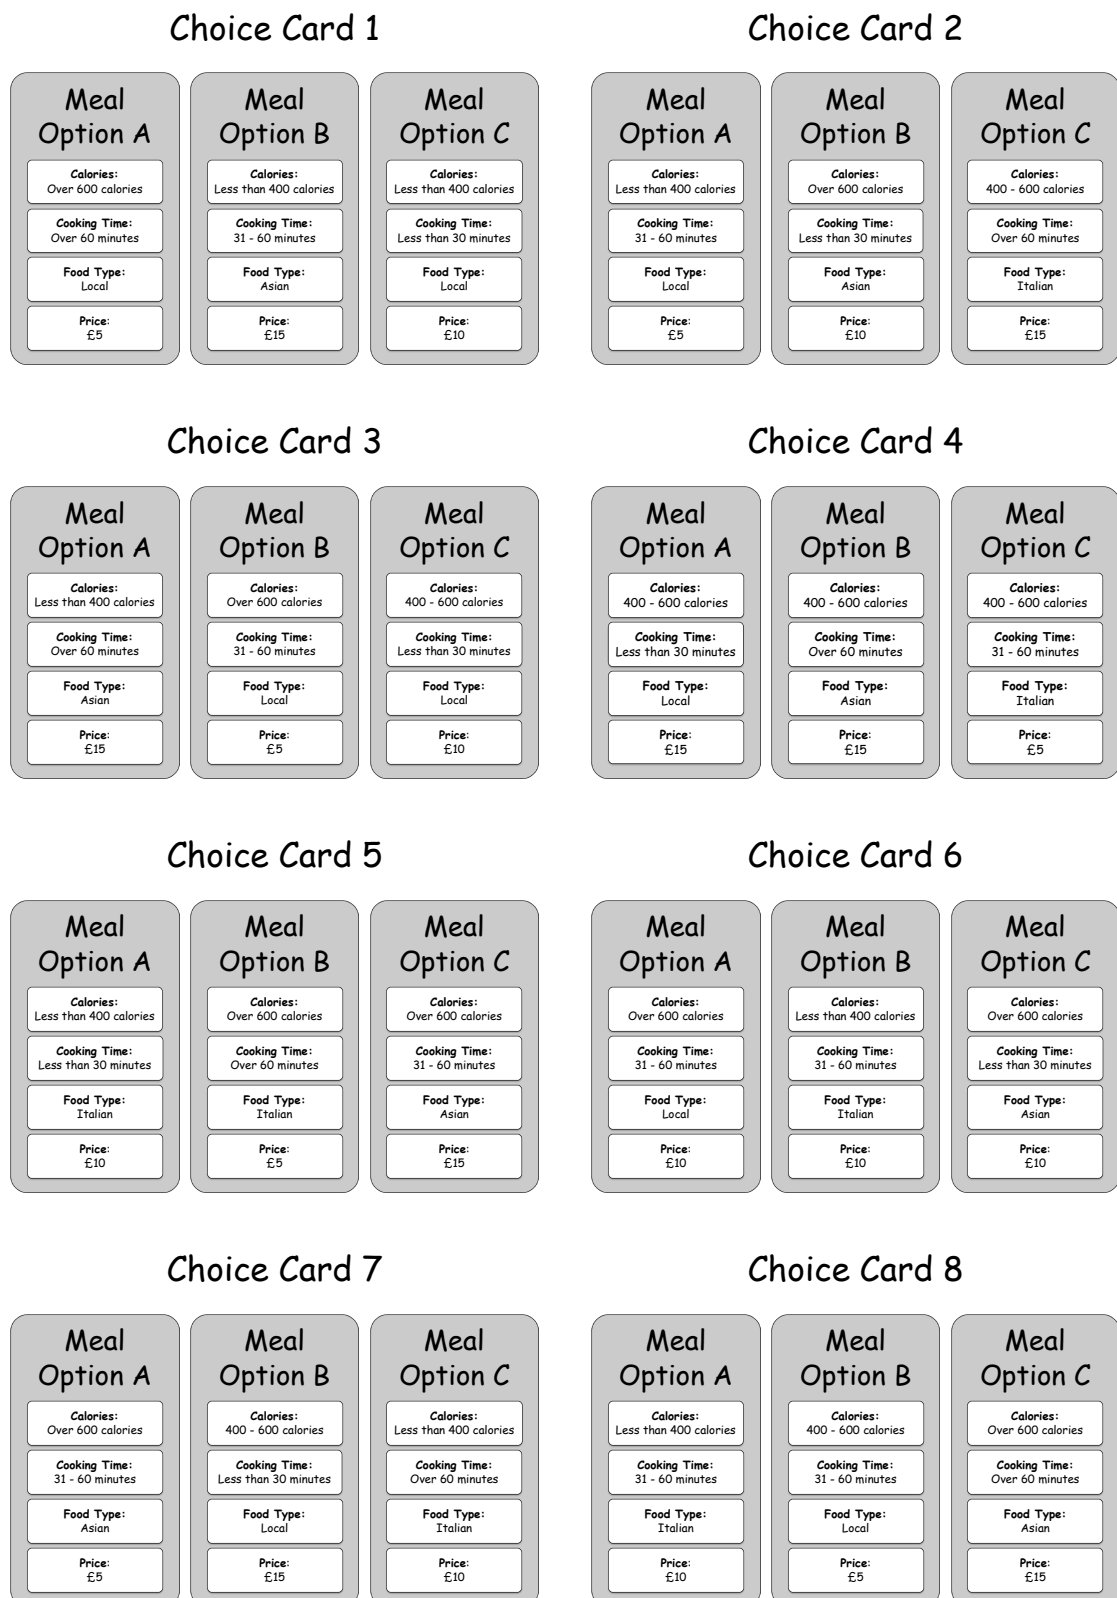 Choice Card 1
Meal
Option A
Calories:
Over 600 calories
Cooking Time:
Over 60 minutes
Food Type:
Local
Price:
£5
Meal
Option B
Calories:
Less than 400 calories
Cooking Time:
31 - 60 minutes
Food Type:
Asian
Price:
£15
Meal
Option C
Calories:
Less than 400 calories
Cooking Time:
Less than 30 minutes
Food Type:
Local
Price:
£10
Choice Card 2
Meal
Option A
Calories:
Less than 400 calories
Cooking Time:
31 - 60 minutes
Food Type:
Local
Price:
£5
Meal
Option B
Calories:
Over 600 calories
Cooking Time:
Less than 30 minutes
Food Type:
Asian
Price:
£10
Meal
Option C
Calories:
400 - 600 calories
Cooking Time:
Over 60 minutes
Food Type:
Italian
Price:
£15
Choice Card 3
Meal
Option A
Calories:
Less than 400 calories
Cooking Time:
Over 60 minutes
Food Type:
Asian
Price:
£15
Meal
Option B
Calories:
Over 600 calories
Cooking Time:
31 - 60 minutes
Food Type:
Local
Price:
£5
Meal
Option C
Calories:
400 - 600 calories
Cooking Time:
Less than 30 minutes
Food Type:
Local
Price:
£10
Choice Card 4
Meal
Option A
Calories:
400 - 600 calories
Cooking Time:
Less than 30 minutes
Food Type:
Local
Price:
£15
Meal
Option B
Calories:
400 - 600 calories
Cooking Time:
Over 60 minutes
Food Type:
Asian
Price:
£15
Meal
Option C
Calories:
400 - 600 calories
Cooking Time:
31 - 60 minutes
Food Type:
Italian
Price:
£5
Choice Card 5
Meal
Option A
Calories:
Less than 400 calories
Cooking Time:
Less than 30 minutes
Food Type:
Italian
Price:
£10
Meal
Option B
Calories:
Over 600 calories
Cooking Time:
Over 60 minutes
Food Type:
Italian
Price:
£5
Meal
Option C
Calories:
Over 600 calories
Cooking Time:
31 - 60 minutes
Food Type:
Asian
Price:
£15
Choice Card 6
Meal
Option A
Calories:
Over 600 calories
Cooking Time:
31 - 60 minutes
Food Type:
Local
Price:
£10
Meal
Option B
Calories:
Less than 400 calories
Cooking Time:
31 - 60 minutes
Food Type:
Italian
Price:
£10
Meal
Option C
Calories:
Over 600 calories
Cooking Time:
Less than 30 minutes
Food Type:
Asian
Price:
£10
Choice Card 7
Meal
Option A
Calories:
Over 600 calories
Cooking Time:
31 - 60 minutes
Food Type:
Asian
Price:
£5
Meal
Option B
Calories:
400 - 600 calories
Cooking Time:
Less than 30 minutes
Food Type:
Local
Price:
£15
Meal
Option C
Calories:
Less than 400 calories
Cooking Time:
Over 60 minutes
Food Type:
Italian
Price:
£10
Choice Card 8
Meal
Option A
Calories:
Less than 400 calories
Cooking Time:
31 - 60 minutes
Food Type:
Italian
Price:
£10
Meal
Option B
Calories:
400 - 600 calories
Cooking Time:
31 - 60 minutes
Food Type:
Local
Price:
£5
Meal
Option C
Calories:
Over 600 calories
Cooking Time:
Over 60 minutes
Food Type:
Asian
Price:
£15